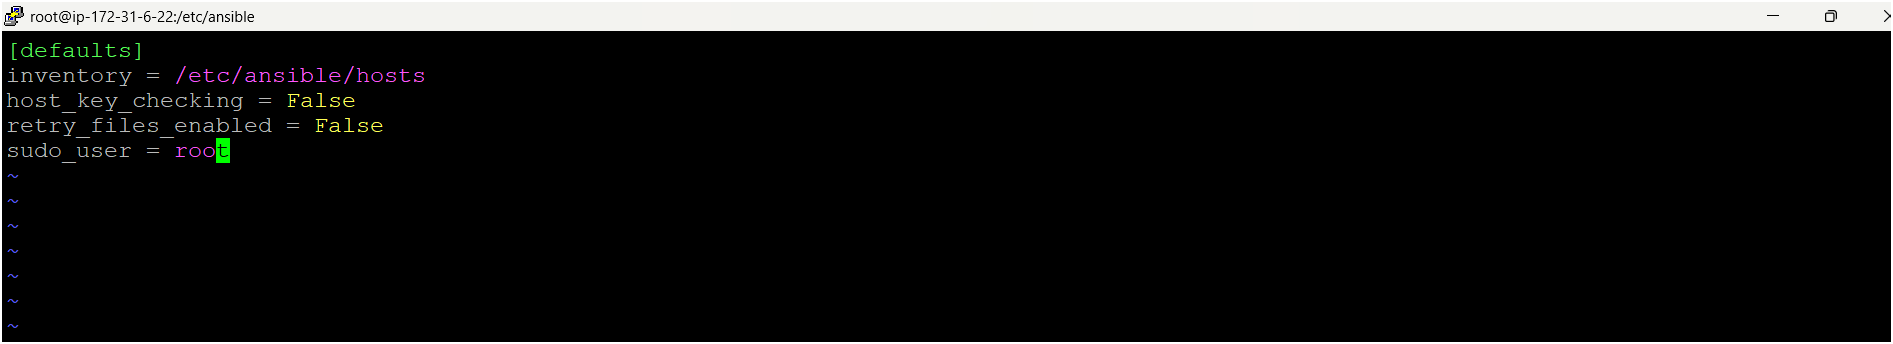 root@ip-172-31-6-22:/etc/ansible
[defaults]
inventory = /etc/ansible/hosts
host_key_checking = False
retry_files_enabled = False
sudo_user = root
~
~
~
~
~
~
~